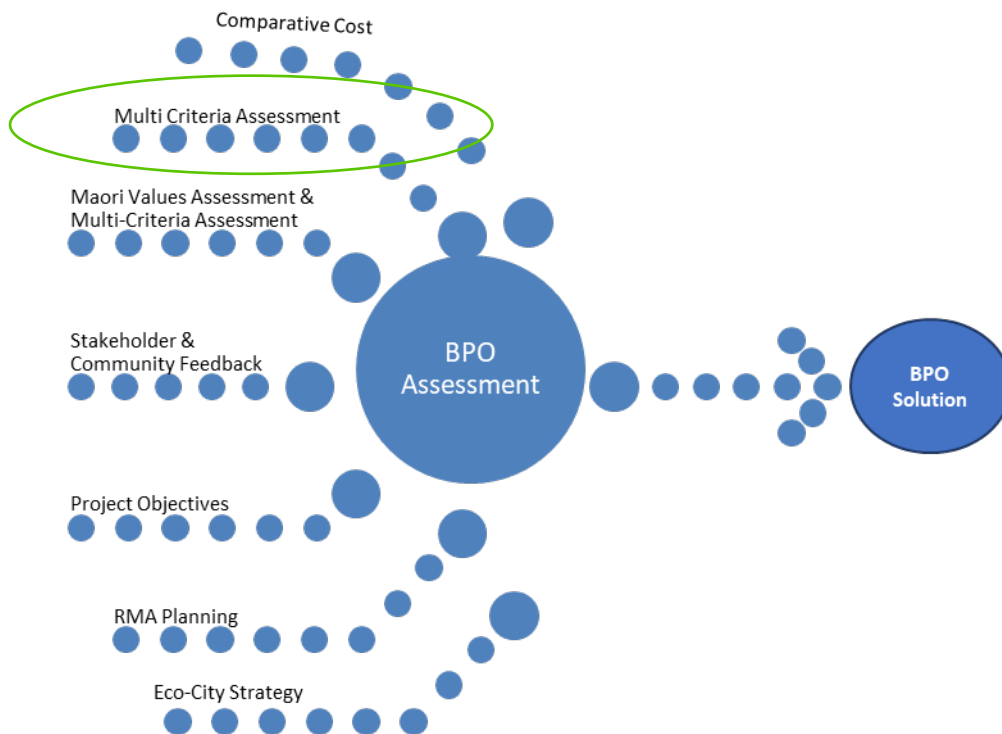 Comparative Cost
Multi Criteria Assessment
Maori Values Assessment &
Multi-Criteria Assessment
Stakeholder &
Community Feedback
BPO
Assessment
BPO
Solution
Project Objectives
RMA Planning
Eco-City Strategy